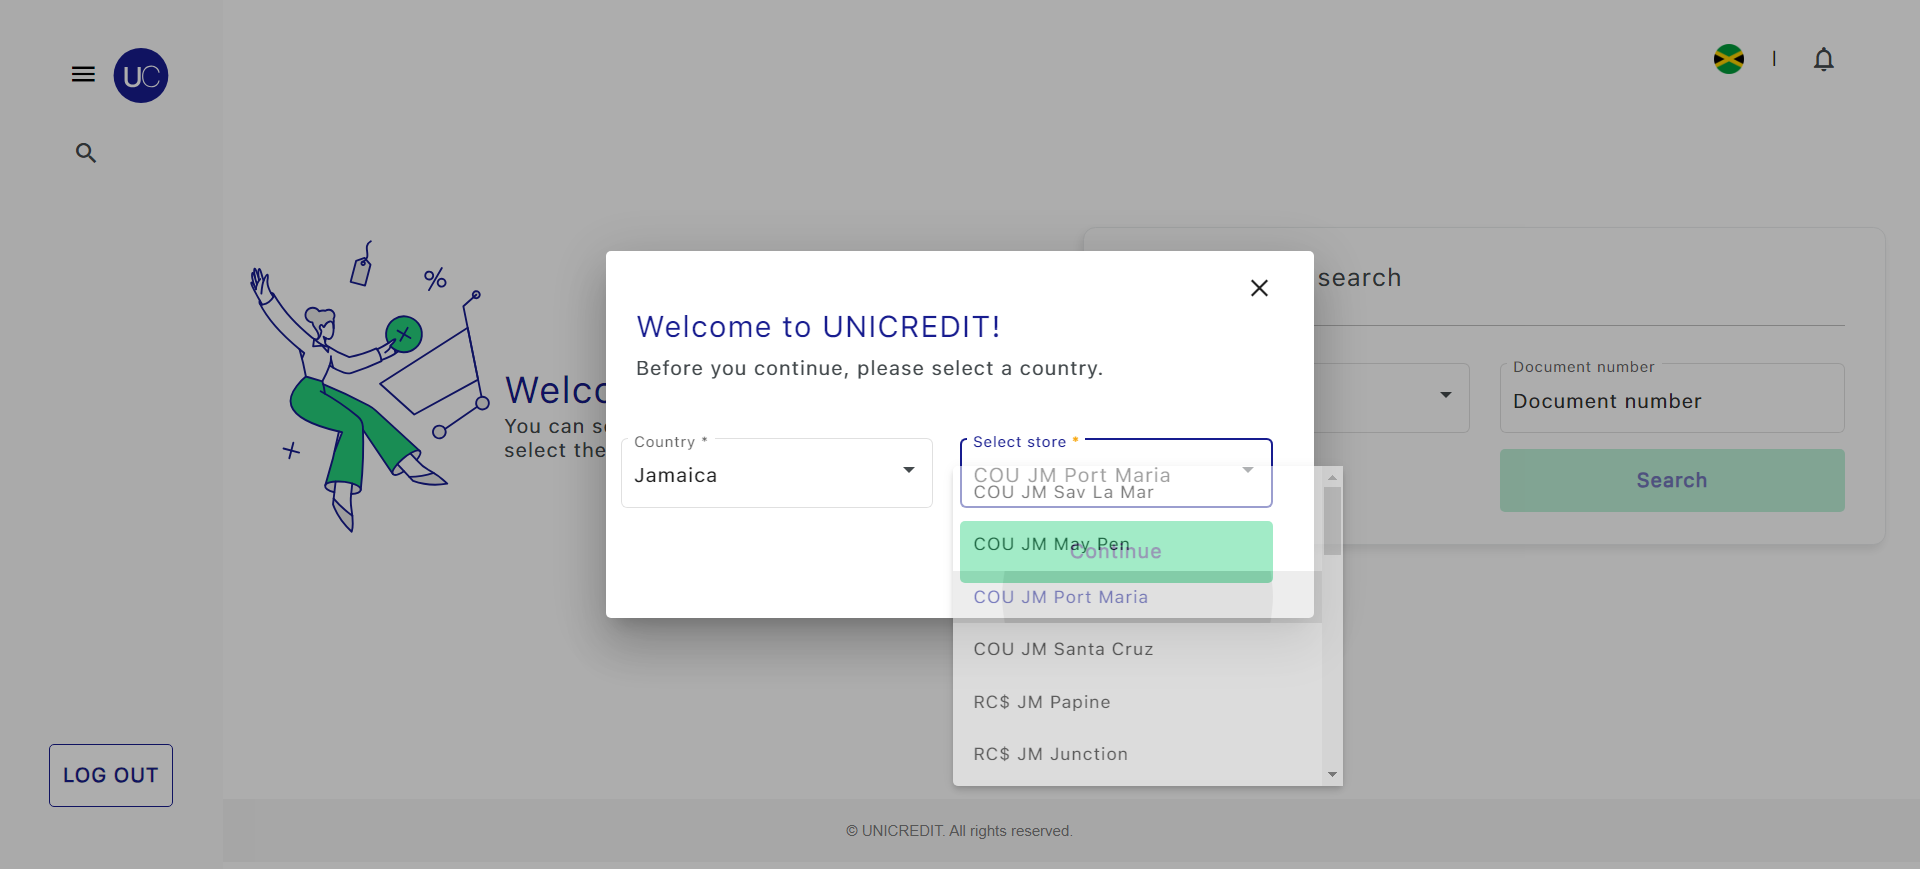 UC
search
Welcome to UNICREDIT!
Before you continue, please select a country.
Document number
Document number
Welco
You can s
select the
Country *
Jamaica
Select store *
COU JM Port Maria
COU JM Sav La Mar
Search
COU JM May Pen
Continue
COU JM Port Maria
COU JM Santa Cruz
RC$ JM Papine
RC$ JM Junction
LOG OUT
© UNICREDIT. All rights reserved.